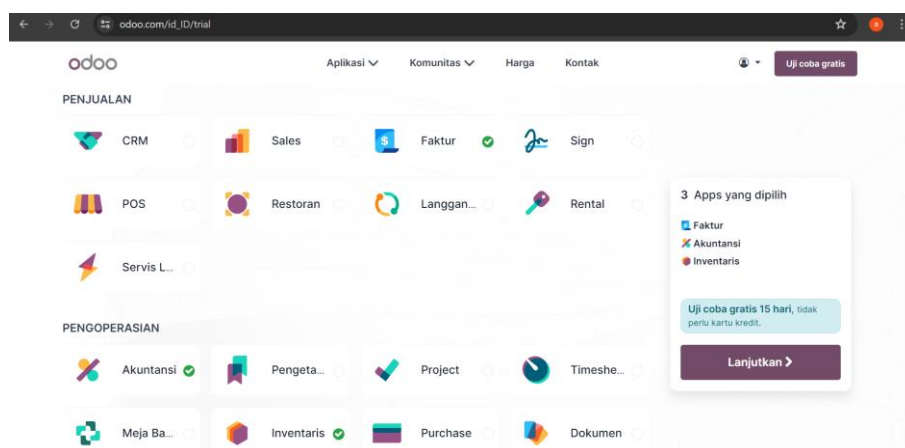 odoo.com/id_ID/trial
odoo
Aplikasi
Komunitas
Harga
Kontak
Uji coba gratis
PENJUALAN
CRM
Sales
Faktur
Sign
POS
Restoran
Langgan...
Rental
Servis L...
3 Apps yang dipilih
Faktur
Akuntansi
Inventaris
Uji coba gratis 15 hari, tidak
perlu kartu kredit.
Lanjutkan
PENGOPERASIAN
Akuntansi
Pengeta...
Project
Timeshe...
Meja Ba...
Inventaris
Purchase
Dokumen